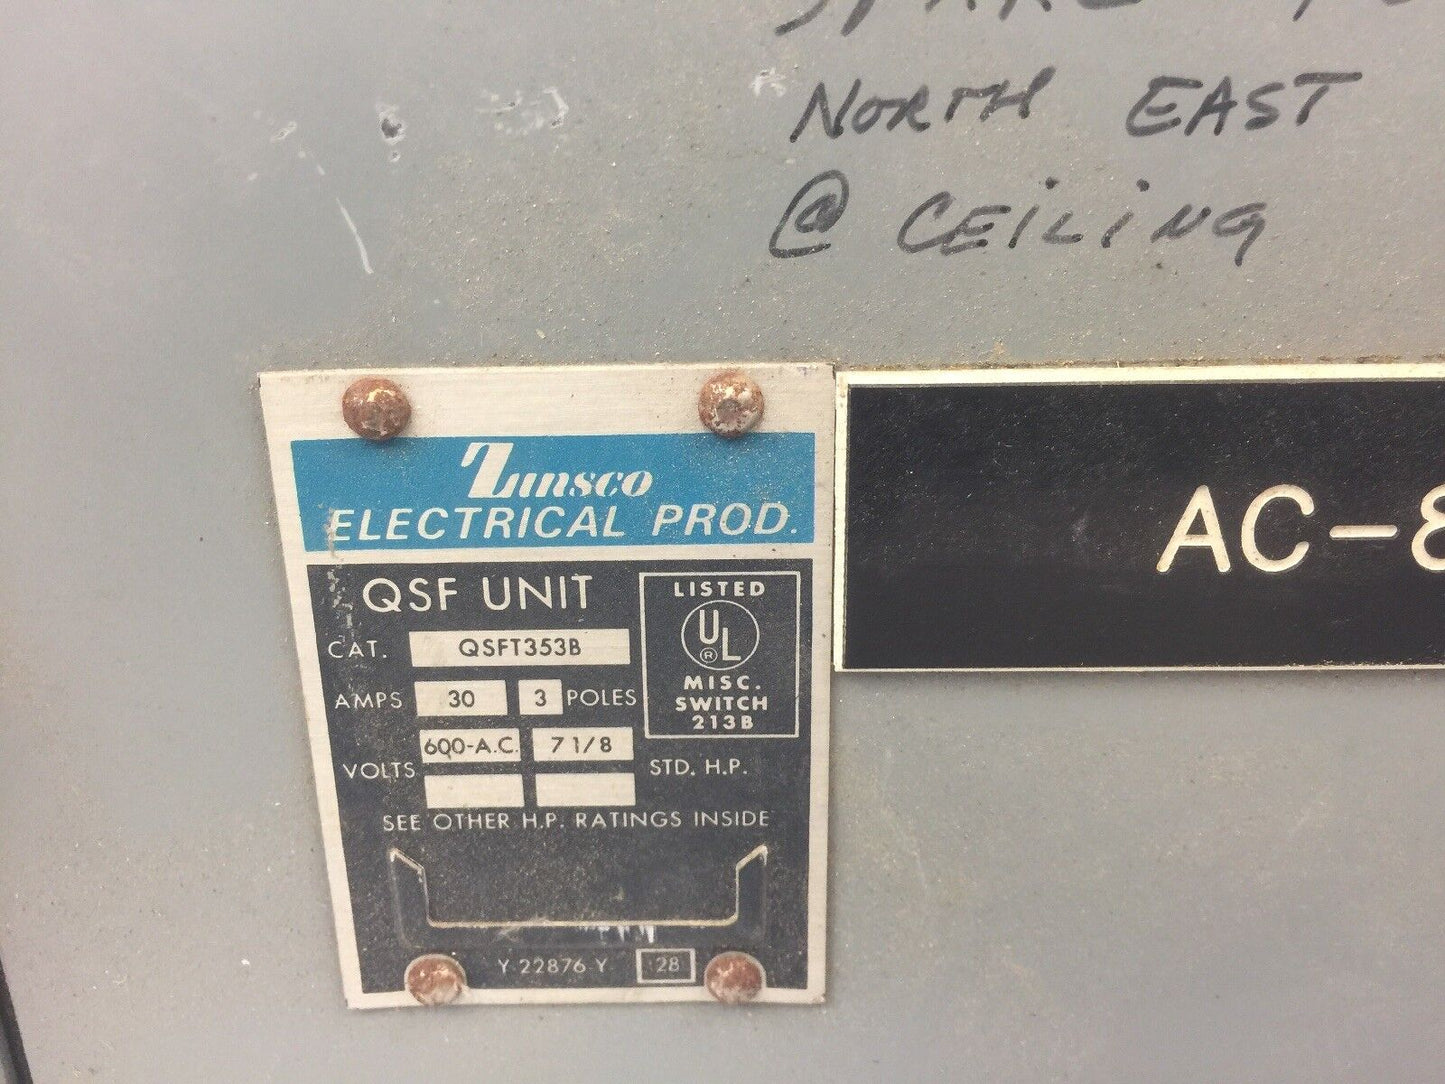 NORTH EAST
@ CEILING
Zinsco
ELECTRICAL PROD.
QSF UNIT
CAT. QSFT353B
AMPS 30 3 POLES
VOLTS 600-A.C. 7 1/8 STD. H.P.
SEE OTHER H.P. RATINGS INSIDE
Y-22876-Y 28
LISTED
UL
®
MISC.
SWITCH
213B
AC-8